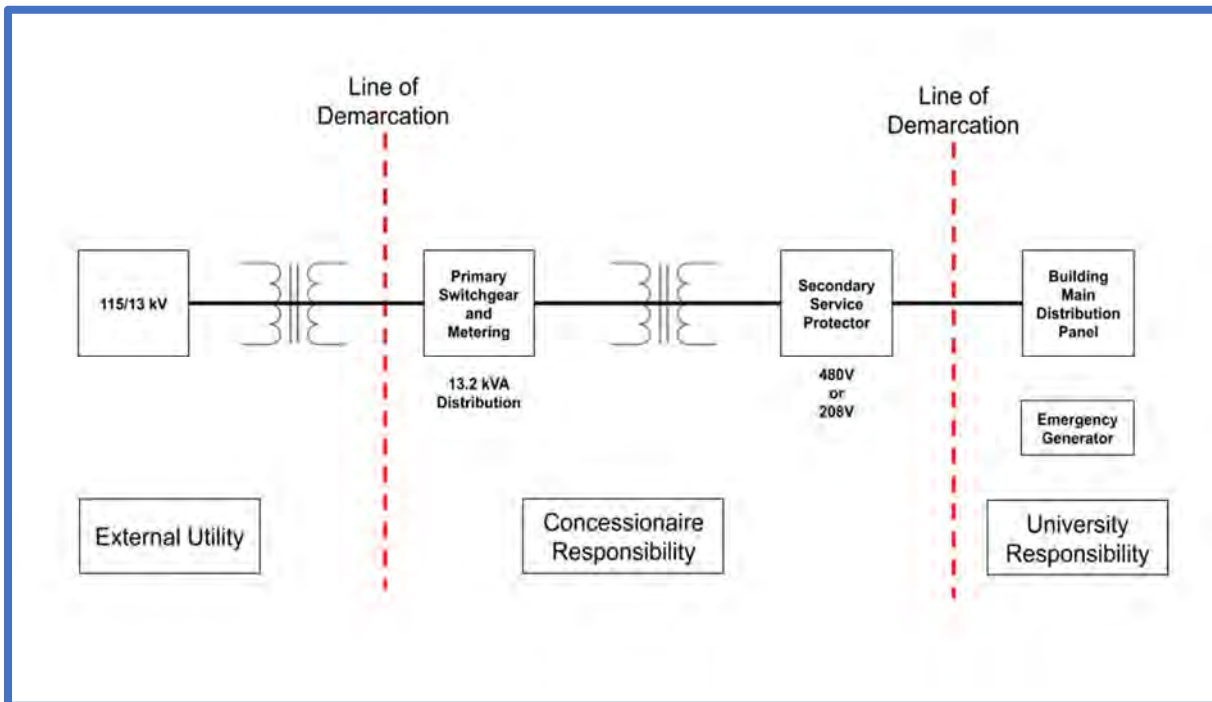 Line of
Demarcation
Line of
Demarcation
115/13 kV
Primary
Switchgear
and
Metering
Secondary
Service
Protector
Building
Main
Distribution
Panel
13.2 kVA
Distribution
480V
or
208V
Emergency
Generator
External Utility
Concessionaire
Responsibility
University
Responsibility